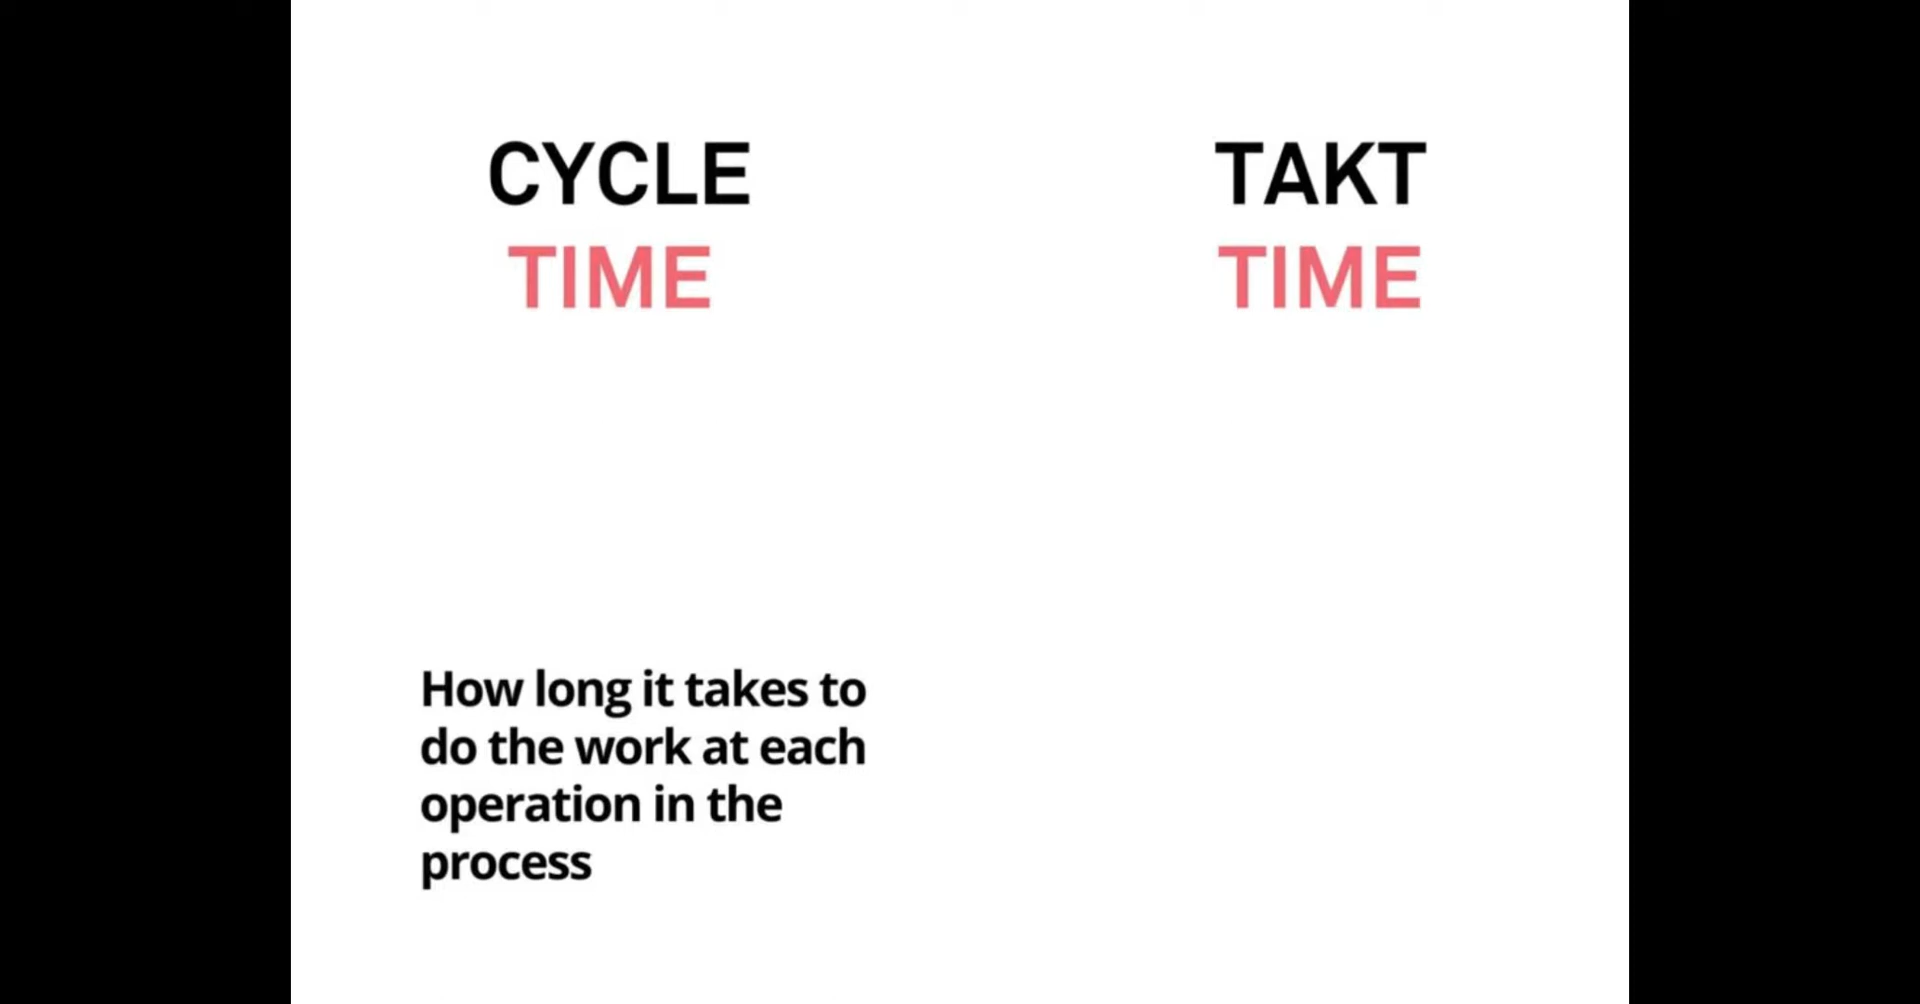 CYCLE
TIME
TAKT
TIME
How long it takes to
do the work at each
operation in the
process